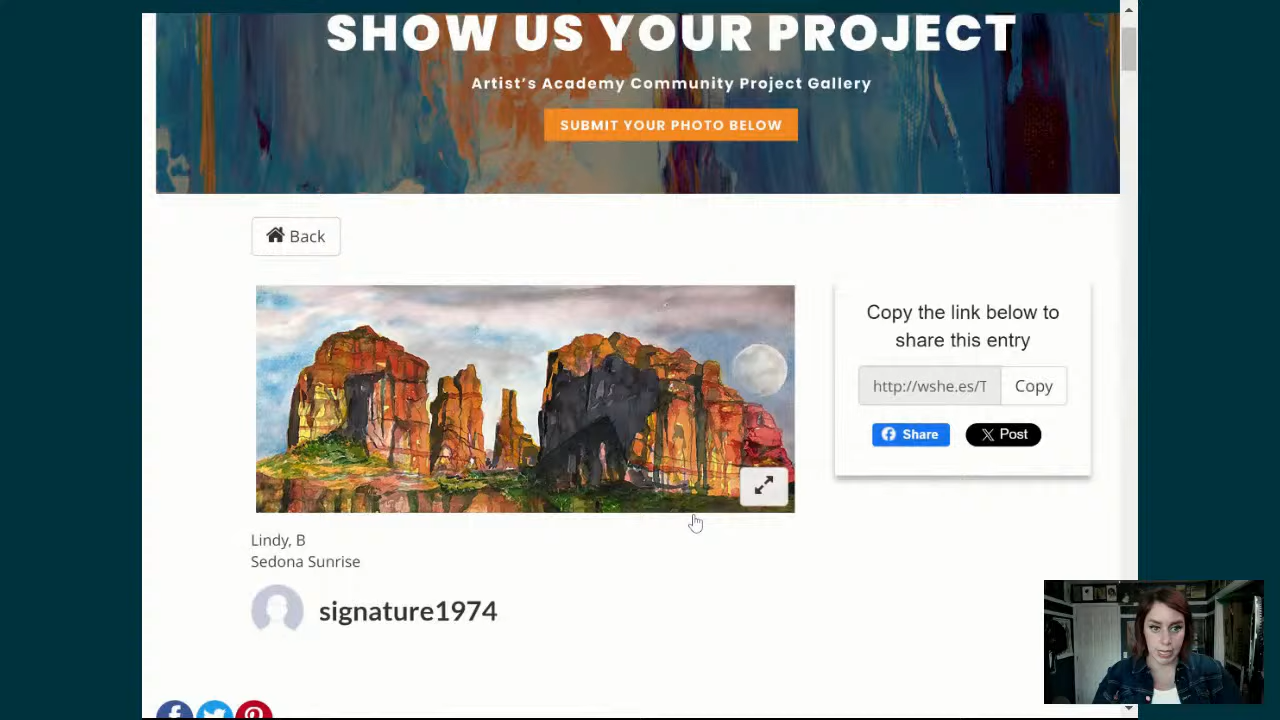 SHOW US YOUR PROJECT
Artist's Academy Community Project Gallery
SUBMIT YOUR PHOTO BELOW
Back
Copy the link below to
share this entry
http://wshe.es/T
Copy
Share
Post
Lindy, B
Sedona Sunrise
signature1974